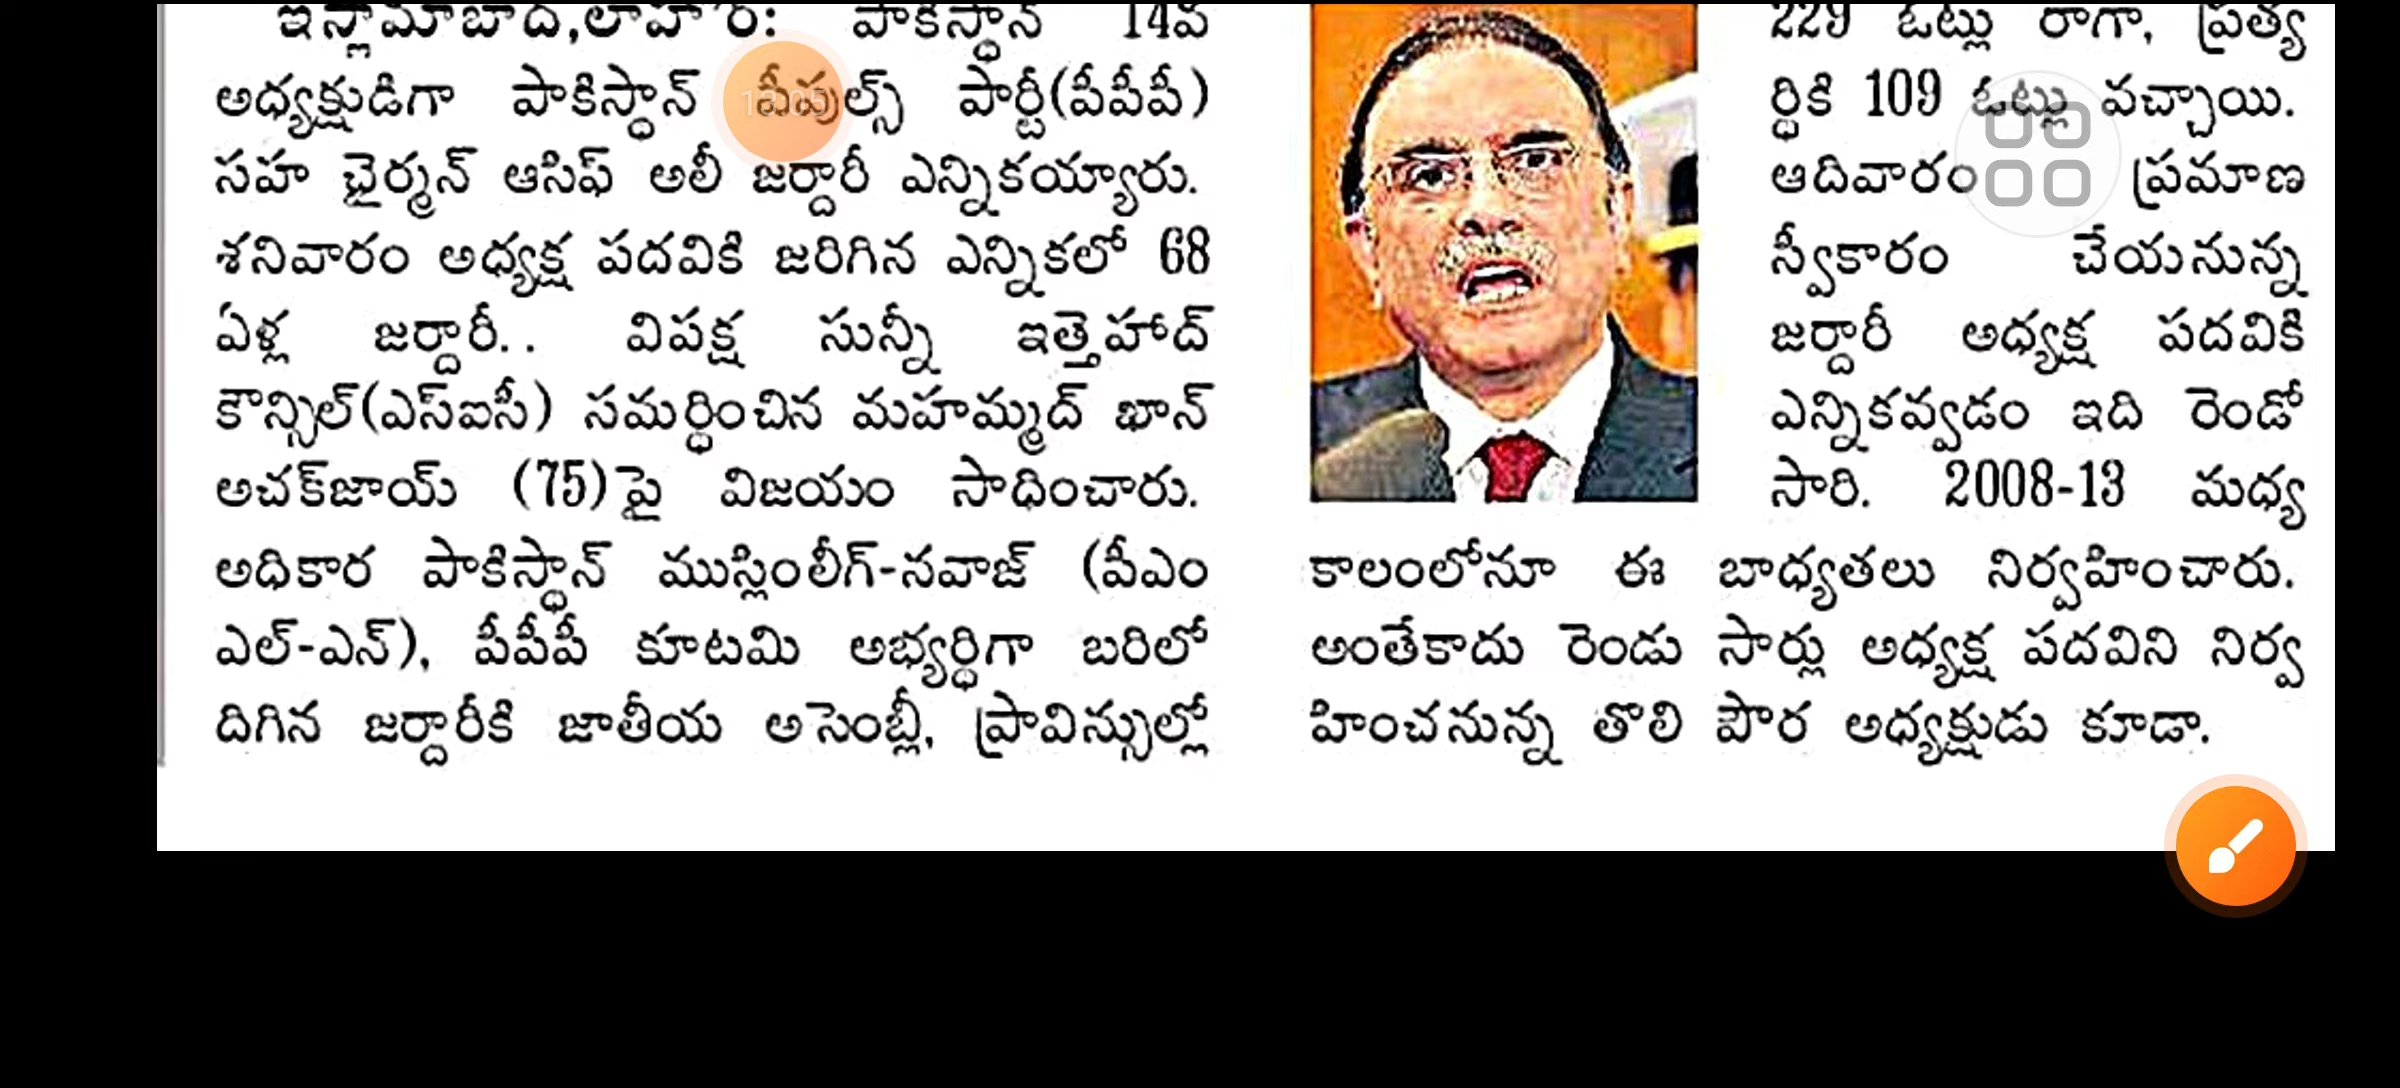 ఇస్లామాబాద్,లాహోర్: పాకిస్థాన్ 14వ
అధ్యక్షుడిగా పాకిస్థాన్ పీపుల్స్ పార్టీ(పీపీపీ)
సహ ఛైర్మన్ ఆసిఫ్ అలీ జర్దారీ ఎన్నికయ్యారు.
శనివారం అధ్యక్ష పదవికి జరిగిన ఎన్నికలో 68
ఏళ్ల జర్దారీ.. విపక్ష సున్నీ ఇత్తెహాద్
కౌన్సిల్(ఎస్ఐసీ) సమర్థించిన మహమ్మద్ ఖాన్
అచక్‌జాయ్ (75)పై విజయం సాధించారు.
అధికార పాకిస్థాన్ ముస్లింలీగ్-నవాజ్ (పీఎం
ఎల్-ఎన్), పీపీపీ కూటమి అభ్యర్థిగా బరిలో
దిగిన జర్దారీకి జాతీయ అసెంబ్లీ, ప్రావిన్సుల్లో
229 ఓట్లు రాగా, ప్రత్య
ర్థికి 109 ఓట్లు వచ్చాయి.
ఆదివారం ప్రమాణ
స్వీకారం చేయనున్న
జర్దారీ అధ్యక్ష పదవికి
ఎన్నికవ్వడం ఇది రెండో
సారి. 2008-13 మధ్య
కాలంలోనూ ఈ బాధ్యతలు నిర్వహించారు.
అంతేకాదు రెండు సార్లు అధ్యక్ష పదవిని నిర్వ
హించనున్న తొలి పౌర అధ్యక్షుడు కూడా.